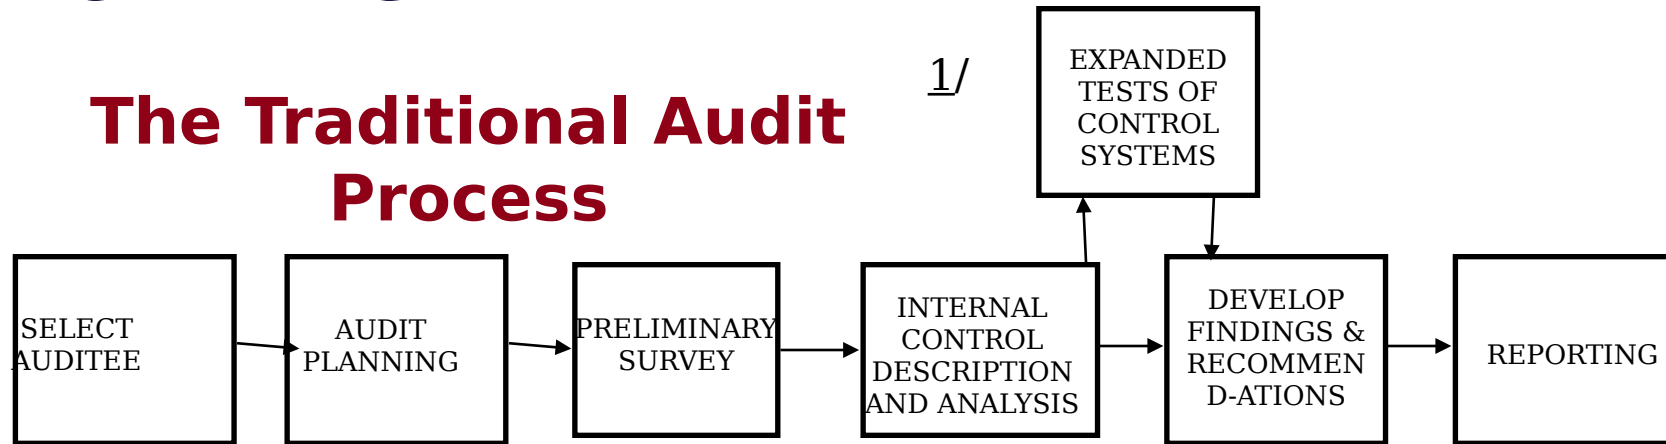 The Traditional Audit
Process
1/
EXPANDED
TESTS OF
CONTROL
SYSTEMS
SELECT
AUDITEE
AUDIT
PLANNING
PRELIMINARY
SURVEY
INTERNAL
CONTROL
DESCRIPTION
AND ANALYSIS
DEVELOP
FINDINGS &
RECOMMEN
D-ATIONS
REPORTING